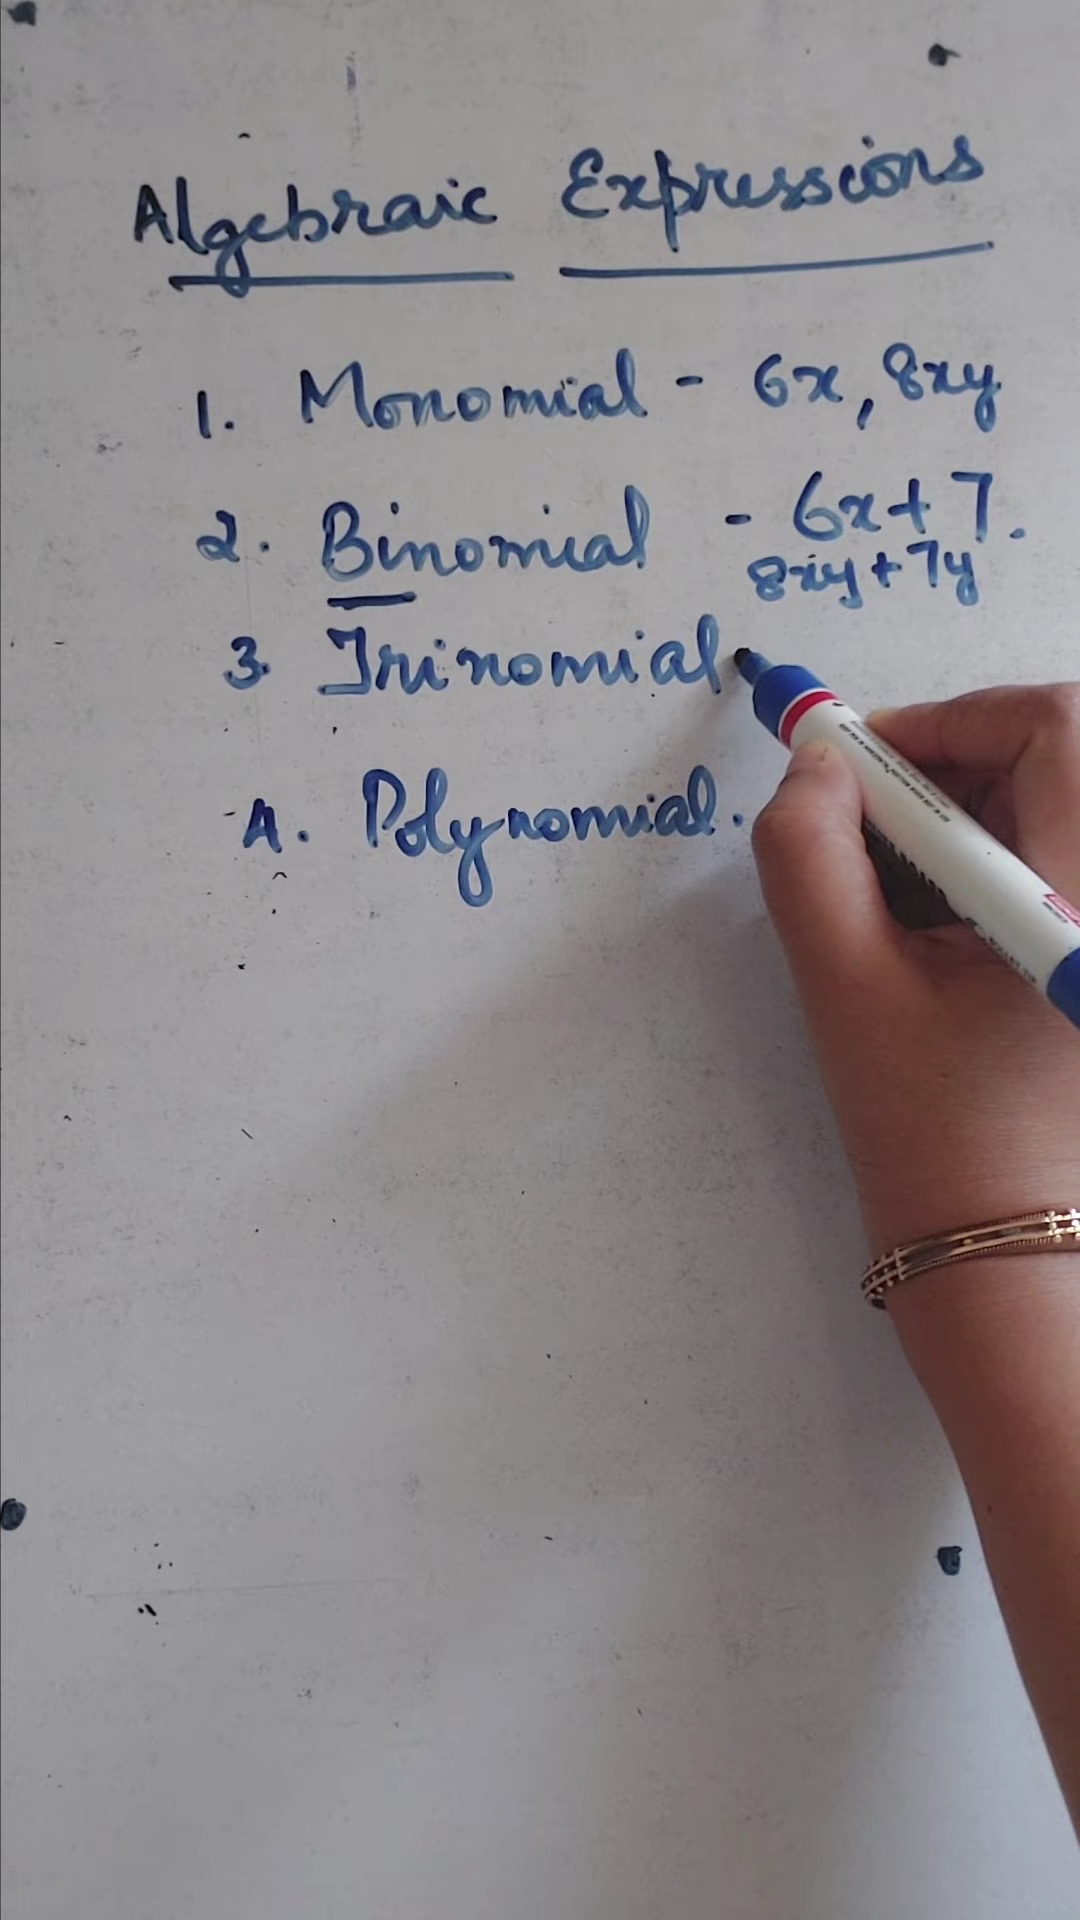 Algebraic Expressions
1. Monomial - 6x, 8xy
2. Binomial - 6x+7.
8xy+7y
3. Trinomial
4. Polynomial.